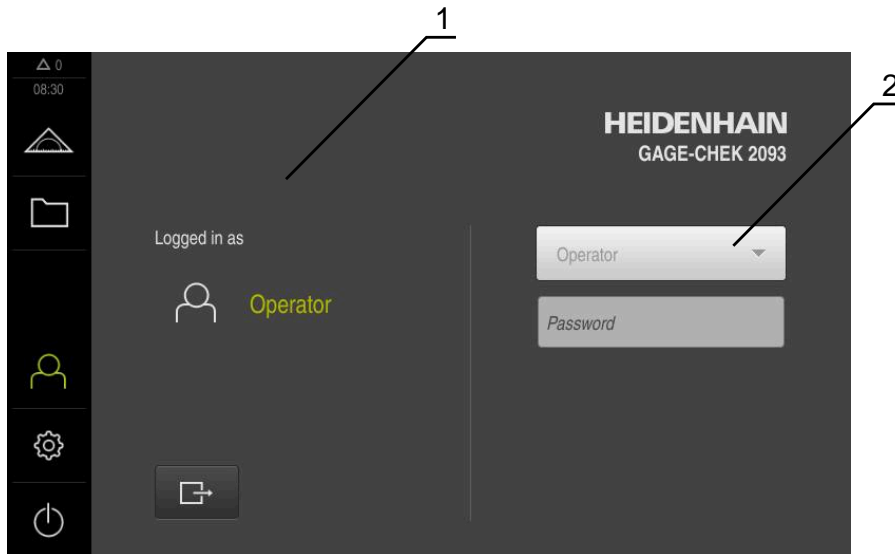 1
2
△ 0
08:30
HEIDENHAIN
GAGE-CHEK 2093
Logged in as
Operator
Operator
Password